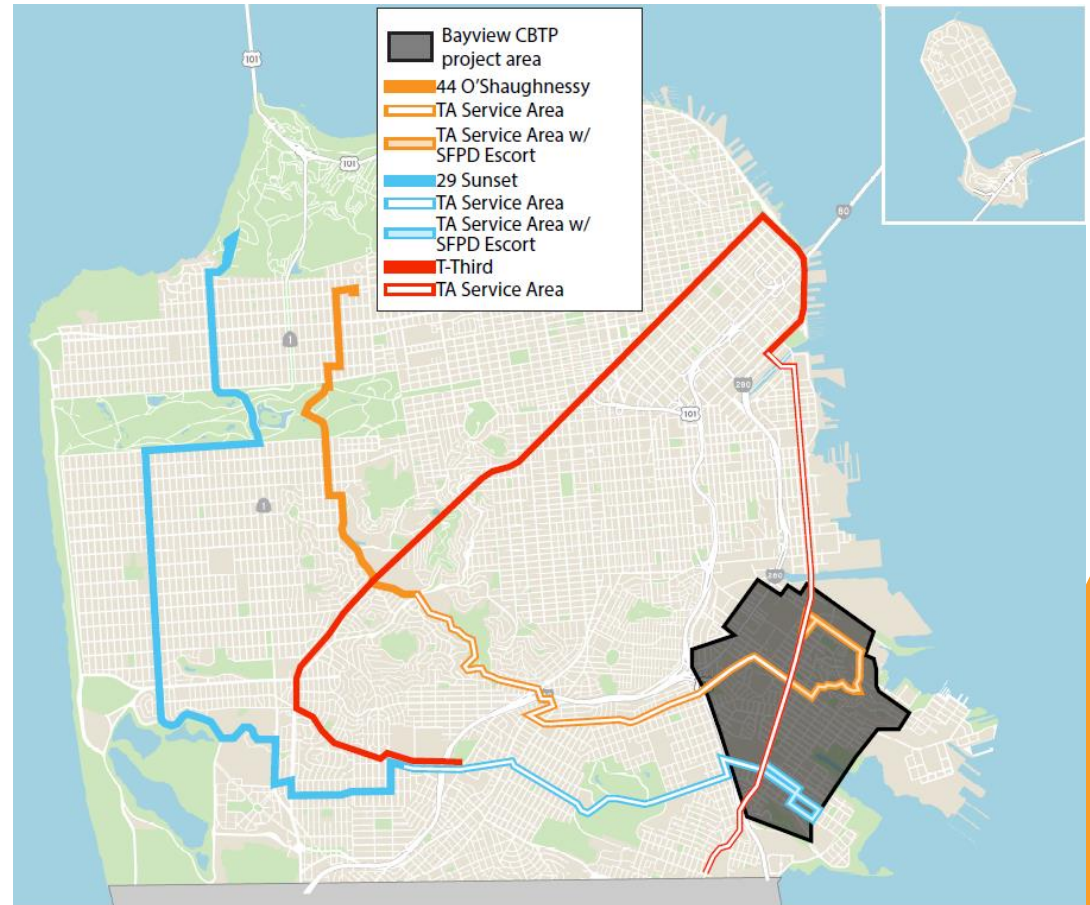 Bayview CBTP
project area
44 O'Shaughnessy
TA Service Area
TA Service Area w/
SFPD Escort
29 Sunset
TA Service Area
TA Service Area w/
SFPD Escort
T-Third
TA Service Area
101
101
101
80
1
280
101
1
280